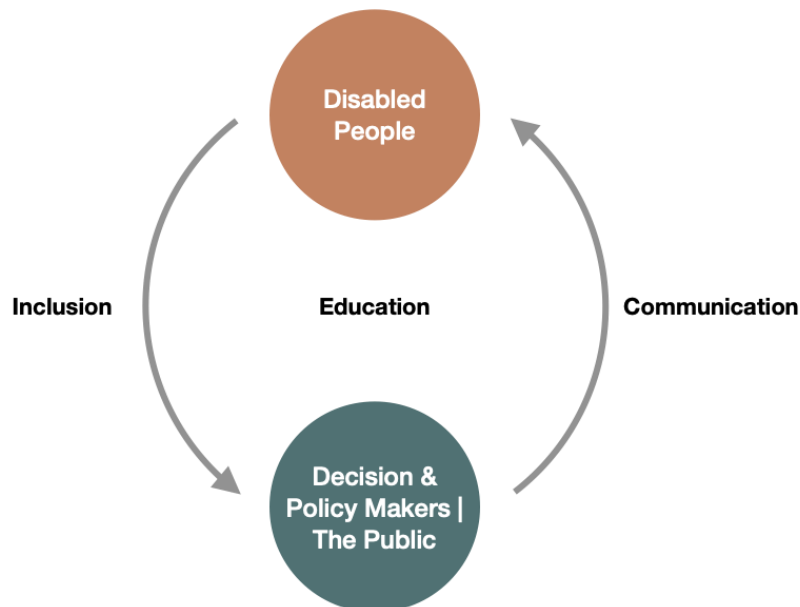 Disabled
People
Inclusion
Education
Communication
Decision &
Policy Makers |
The Public